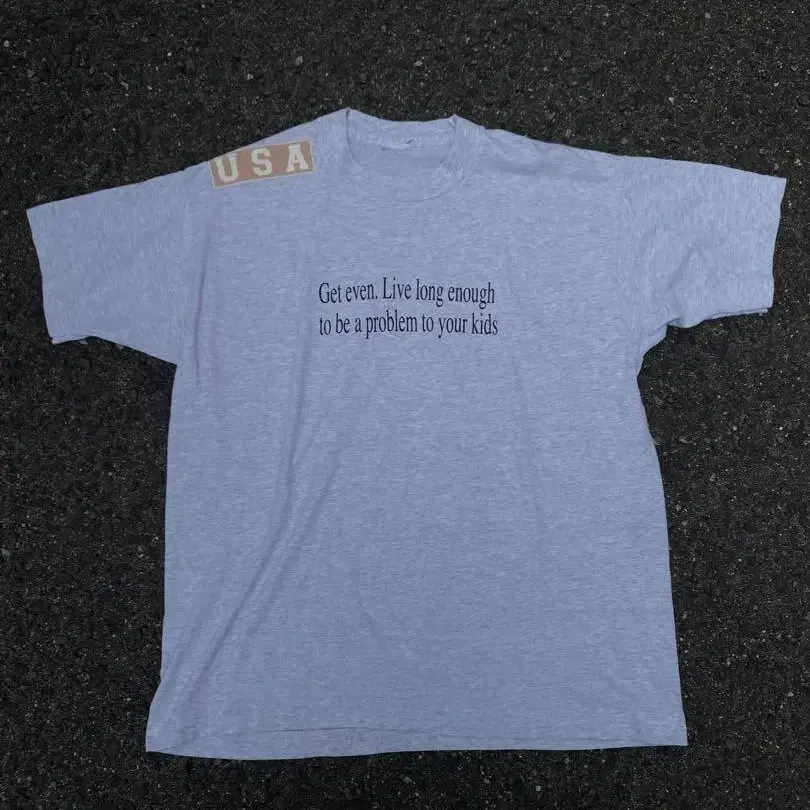 USA
Get even. Live long enough
to be a problem to your kids